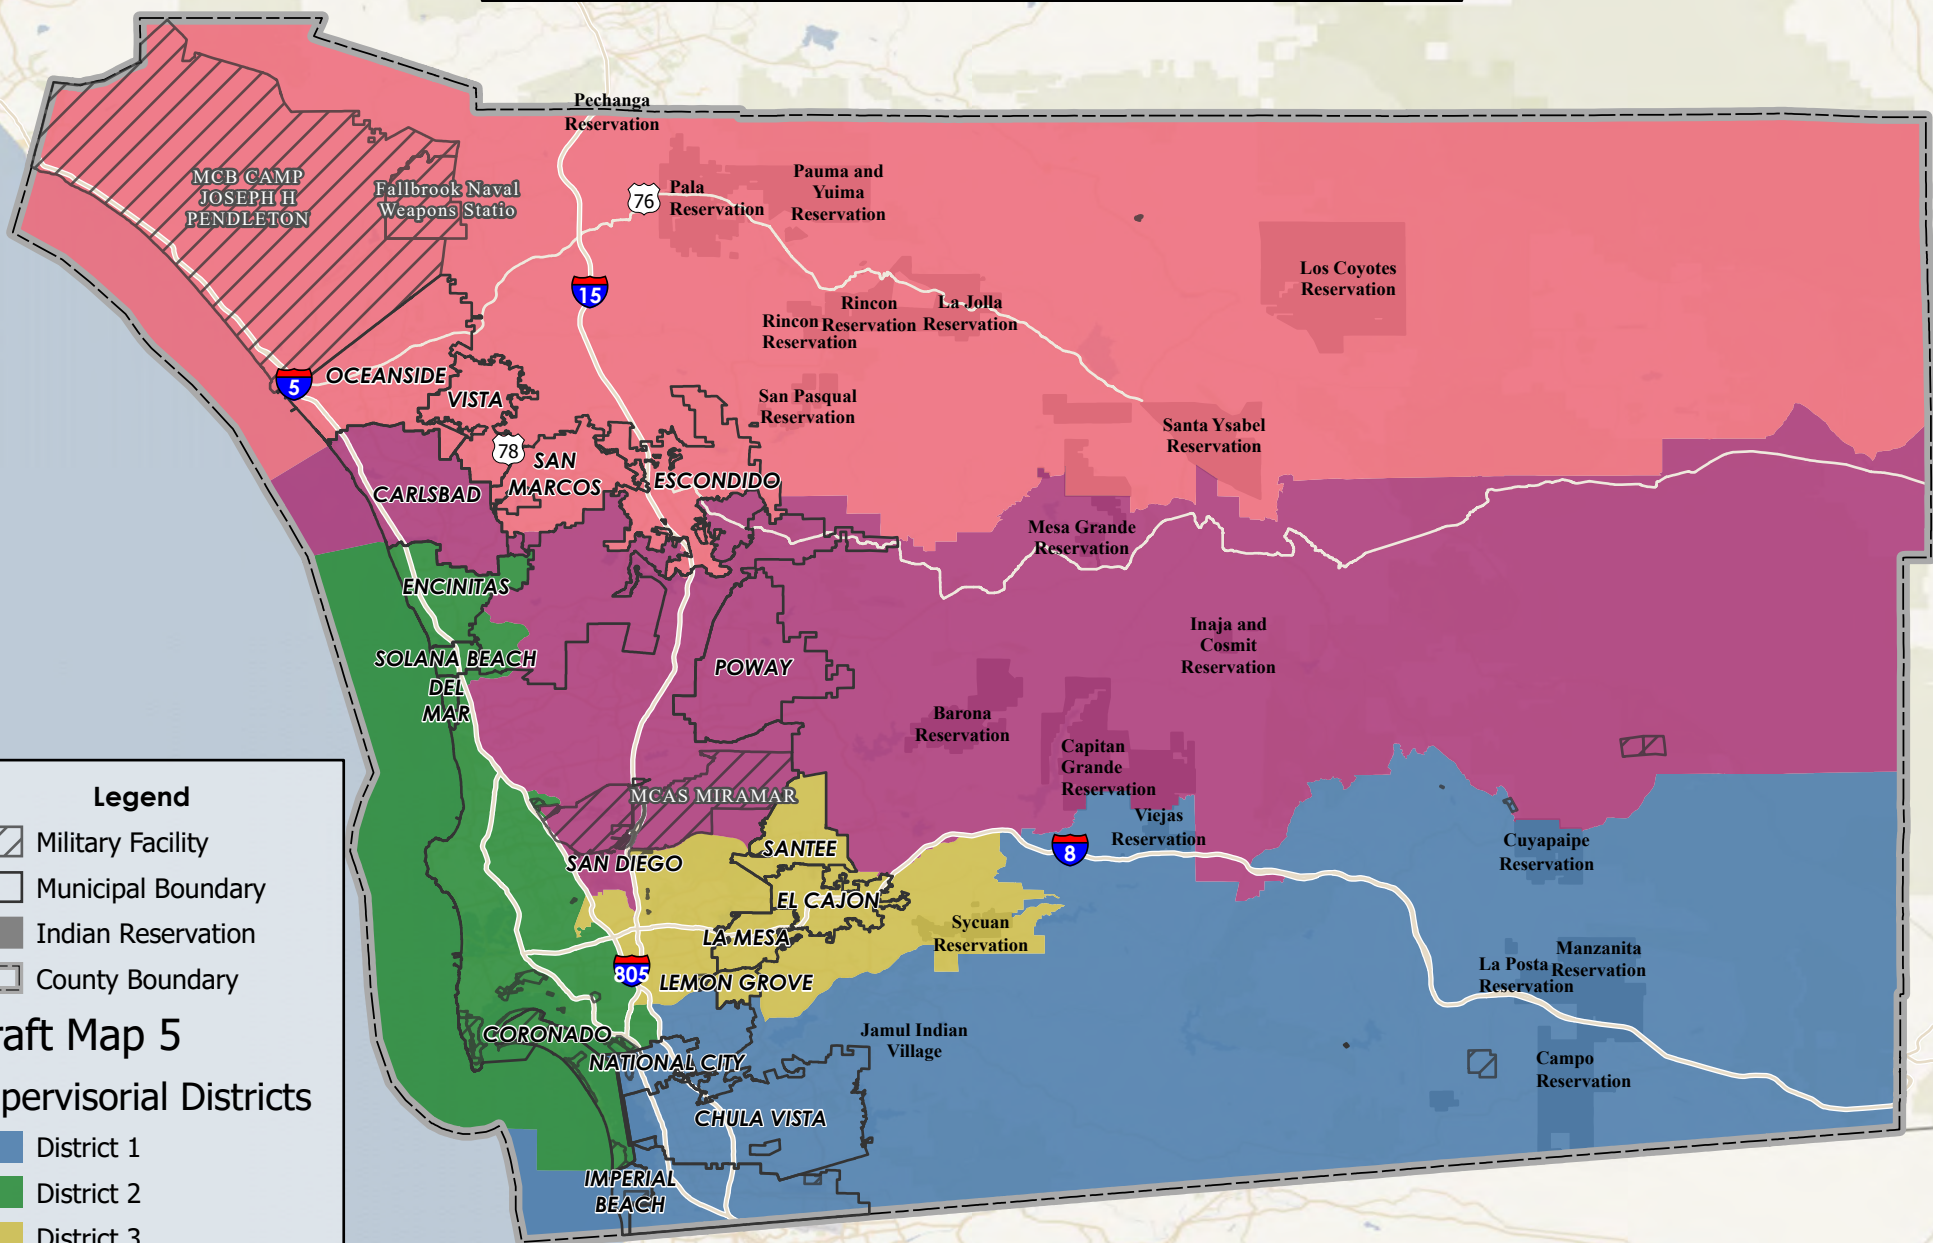 Pechanga
Reservation
MCB CAMP
JOSEPH H
PENDLETON
Fallbrook Naval
Weapons Statio
76
Pala
Reservation
Pauma and
Yuima
Reservation
Los Coyotes
Reservation
15
Rincon
Reservation
Rincon
Reservation
La Jolla
Reservation
5
OCEANSIDE
VISTA
San Pasqual
Reservation
Santa Ysabel
Reservation
78
SAN
MARCOS
ESCONDIDO
CARLSBAD
Mesa Grande
Reservation
ENCINITAS
Inaja and
Cosmit
Reservation
SOLANA BEACH
DEL
MAR
POWAY
Barona
Reservation
Capitan
Grande
Reservation
MCAS MIRAMAR
Viejas
Reservation
8
SAN DIEGO
SANTEE
Cuyapaipe
Reservation
EL CAJON
LA MESA
Sycuan
Reservation
805
LEMON GROVE
La Posta
Reservation
Manzanita
Reservation
CORONADO
NATIONAL CITY
Jamul Indian
Village
Campo
Reservation
CHULA VISTA
IMPERIAL
BEACH
Legend
Military Facility
Municipal Boundary
Indian Reservation
County Boundary
aft Map 5
pervisorial Districts
District 1
District 2
District 3